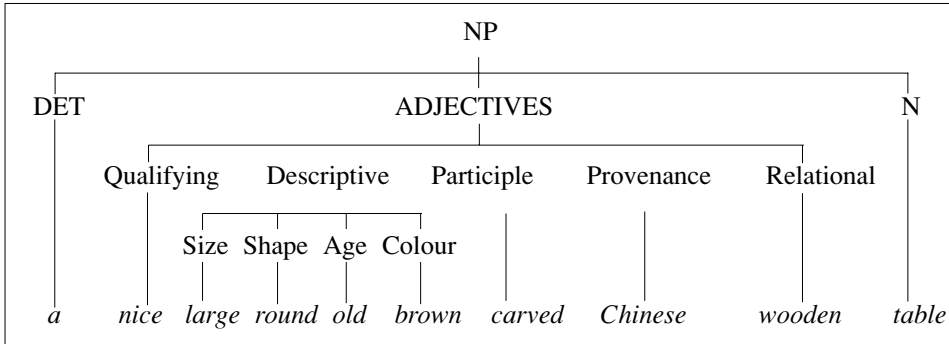 NP
DET ADJECTIVES N
Qualifying Descriptive Participle Provenance Relational
Size Shape Age Colour
a nice large round old brown carved Chinese wooden table